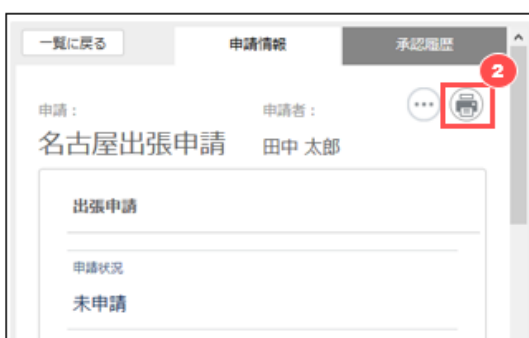 一覧に戻る 申請情報 承認履歴
2
申請： 申請者：
名古屋出張申請 田中 太郎
出張申請
申請状況
未申請